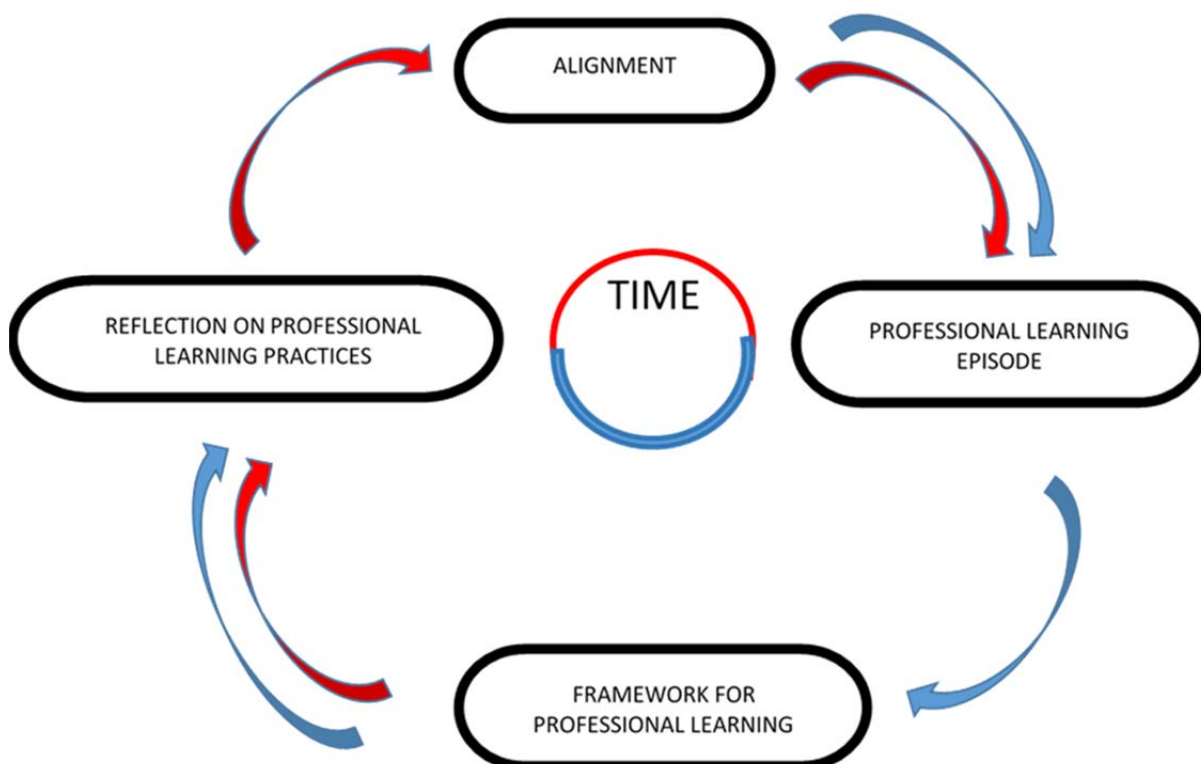 ALIGNMENT
TIME
REFLECTION ON PROFESSIONAL
LEARNING PRACTICES
PROFESSIONAL LEARNING
EPISODE
FRAMEWORK FOR
PROFESSIONAL LEARNING